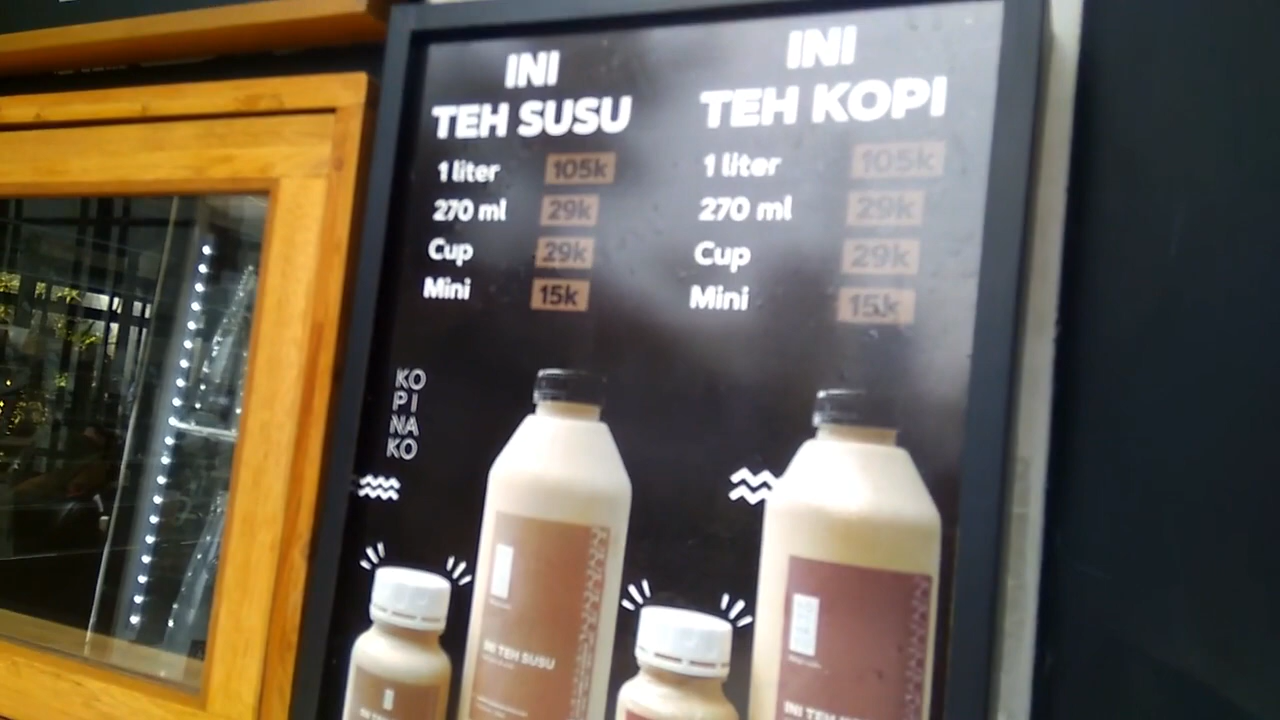 INI
TEH SUSU
1 liter 105k
270 ml 29k
Cup 29k
Mini 15k
INI
TEH KOPI
1 liter 105k
270 ml 29k
Cup 29k
Mini 15k
KO
PI
NA
KO
INI TEH SUSU
INI TEH